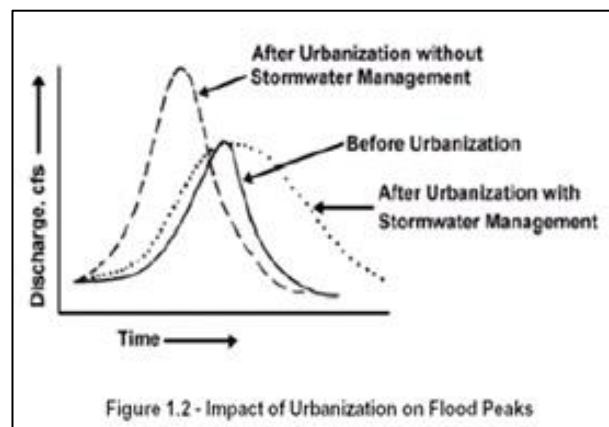 After Urbanization without
Stormwater Management
Before Urbanization
After Urbanization with
Stormwater Management
Discharge, cfs
Time
Figure 1.2 - Impact of Urbanization on Flood Peaks